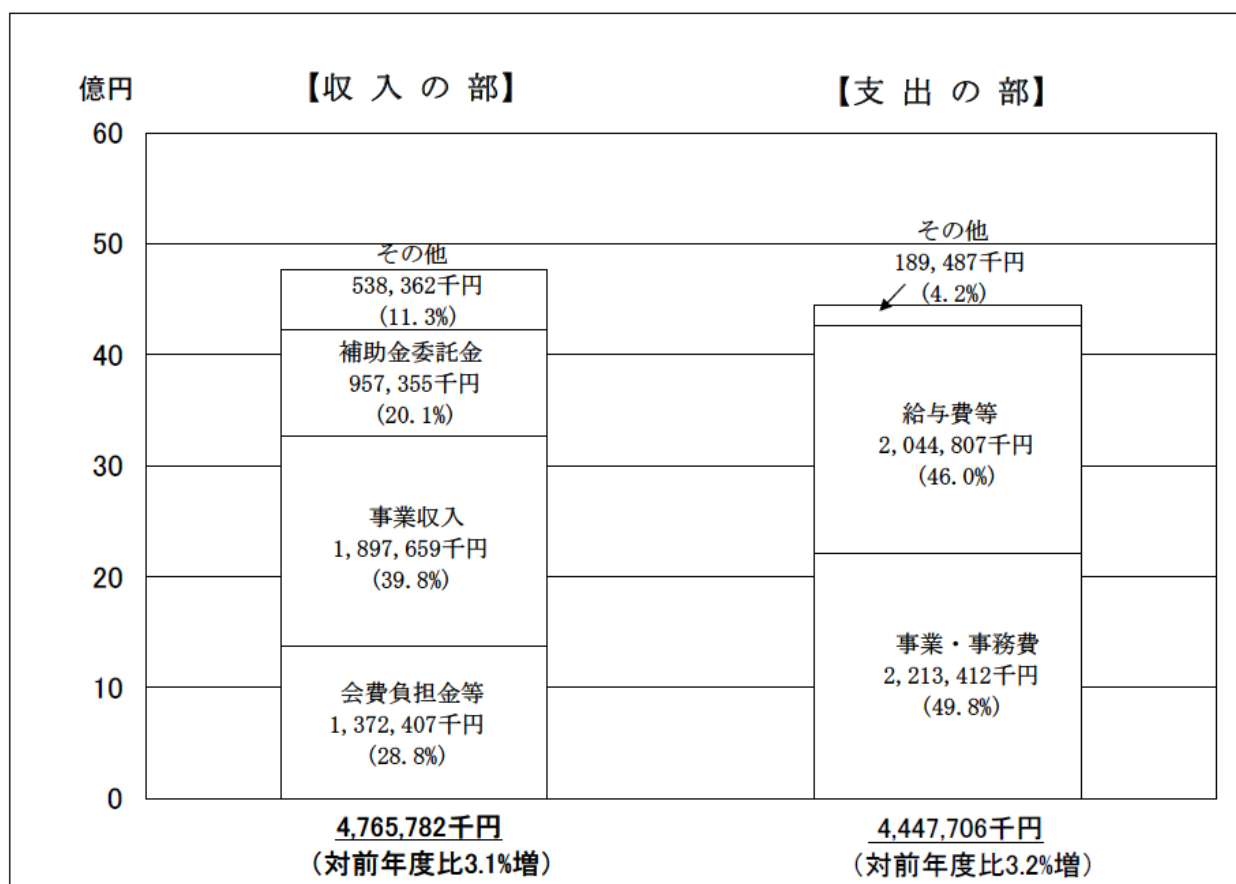 億円
【収 入 の 部】
【支 出 の 部】
60
50
40
30
20
10
0
その他
538,362千円
(11.3%)
補助金委託金
957,355千円
(20.1%)
事業収入
1,897,659千円
(39.8%)
会費負担金等
1,372,407千円
(28.8%)
4,765,782千円
(対前年度比3.1%増)
その他
189,487千円
(4.2%)
給与費等
2,044,807千円
(46.0%)
事業・事務費
2,213,412千円
(49.8%)
4,447,706千円
(対前年度比3.2%増)